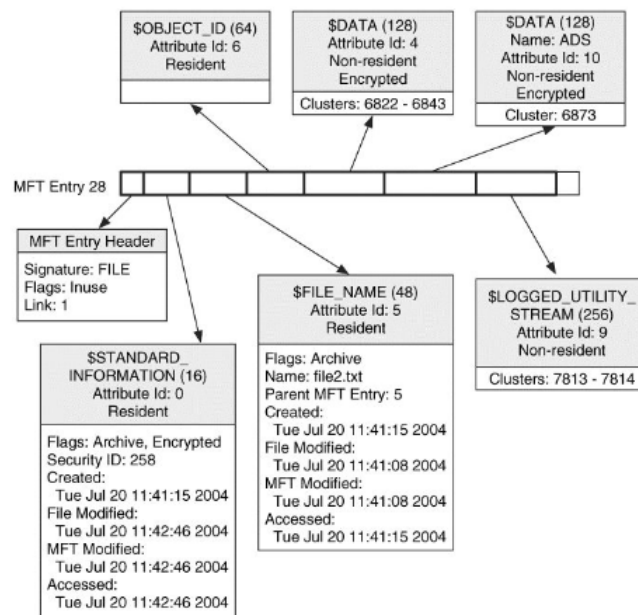 $OBJECT_ID (64)
Attribute Id: 6
Resident
$DATA (128)
Attribute Id: 4
Non-resident
Encrypted
Clusters: 6822 - 6843
$DATA (128)
Name: ADS
Attribute Id: 10
Non-resident
Encrypted
Cluster: 6873
MFT Entry 28
MFT Entry Header
Signature: FILE
Flags: Inuse
Link: 1
$STANDARD_
INFORMATION (16)
Attribute Id: 0
Resident
Flags: Archive, Encrypted
Security ID: 258
Created:
Tue Jul 20 11:41:15 2004
File Modified:
Tue Jul 20 11:42:46 2004
MFT Modified:
Tue Jul 20 11:42:46 2004
Accessed:
Tue Jul 20 11:42:46 2004
$FILE_NAME (48)
Attribute Id: 5
Resident
Flags: Archive
Name: file2.txt
Parent MFT Entry: 5
Created:
Tue Jul 20 11:41:15 2004
File Modified:
Tue Jul 20 11:41:08 2004
MFT Modified:
Tue Jul 20 11:41:08 2004
Accessed:
Tue Jul 20 11:41:15 2004
$LOGGED_UTILITY_
STREAM (256)
Attribute Id: 9
Non-resident
Clusters: 7813 - 7814